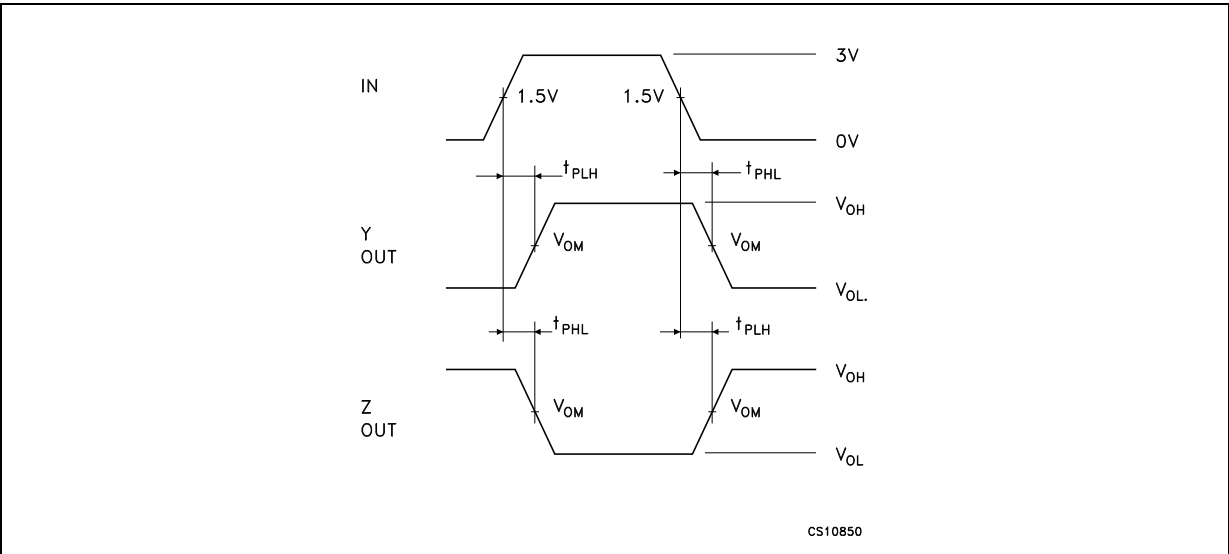 3V
IN
1.5V 1.5V
0V
tPLH tPHL
VOH
Y
OUT
VOM VOM
VOL.
tPHL tPLH
VOH
Z
OUT
VOM VOM
VOL
CS10850